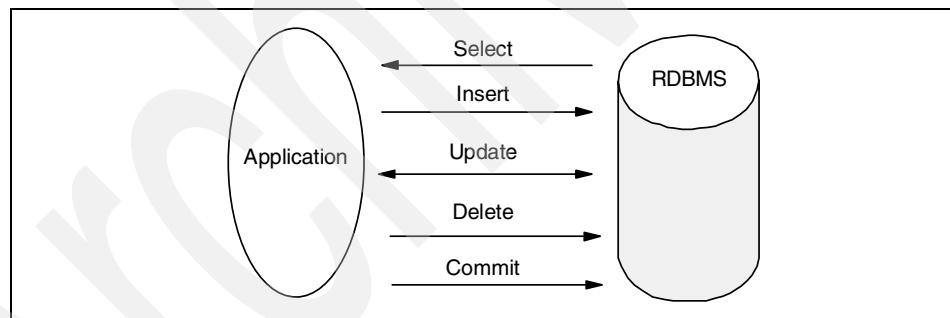 Select
RDBMS
Insert
Application
Update
Delete
Commit